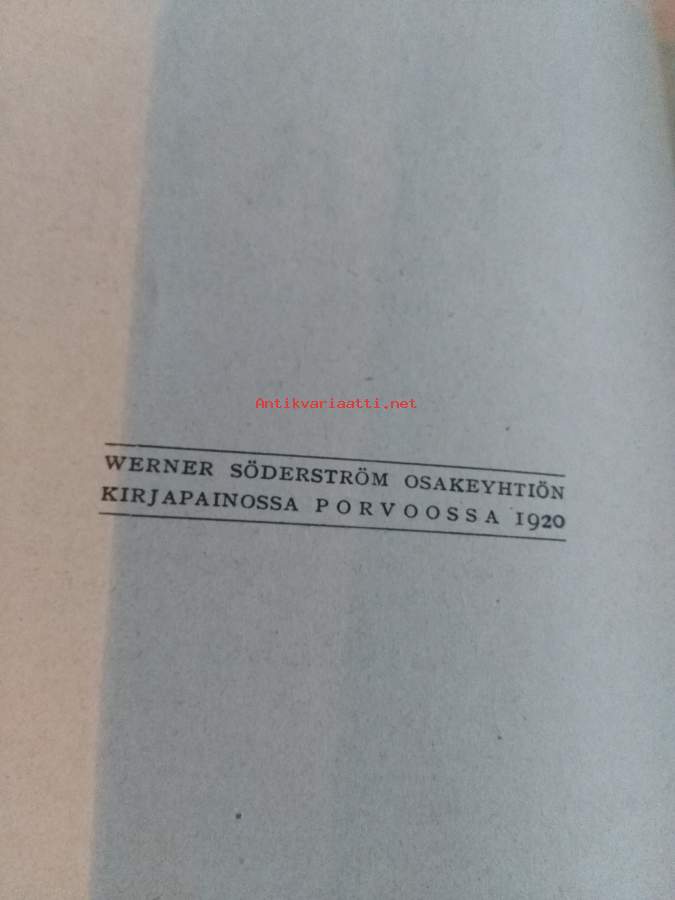 Antikvariaatti.net
WERNER SÖDERSTRÖM OSAKEYHTIÖN
KIRJAPAINOSSA PORVOOSSA 1920